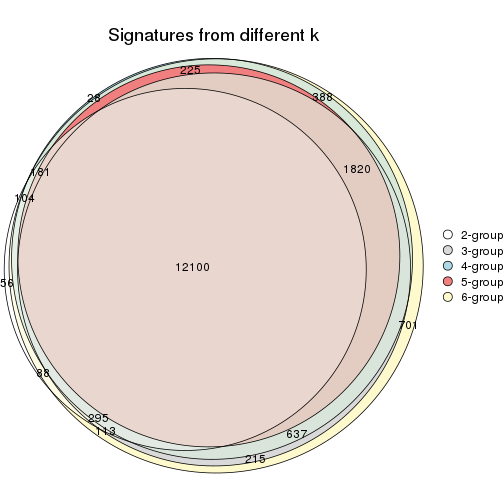 Signatures from different k
225
28
388
181
1820
104
12100
56
701
88
295
113
637
215
2-group
3-group
4-group
5-group
6-group